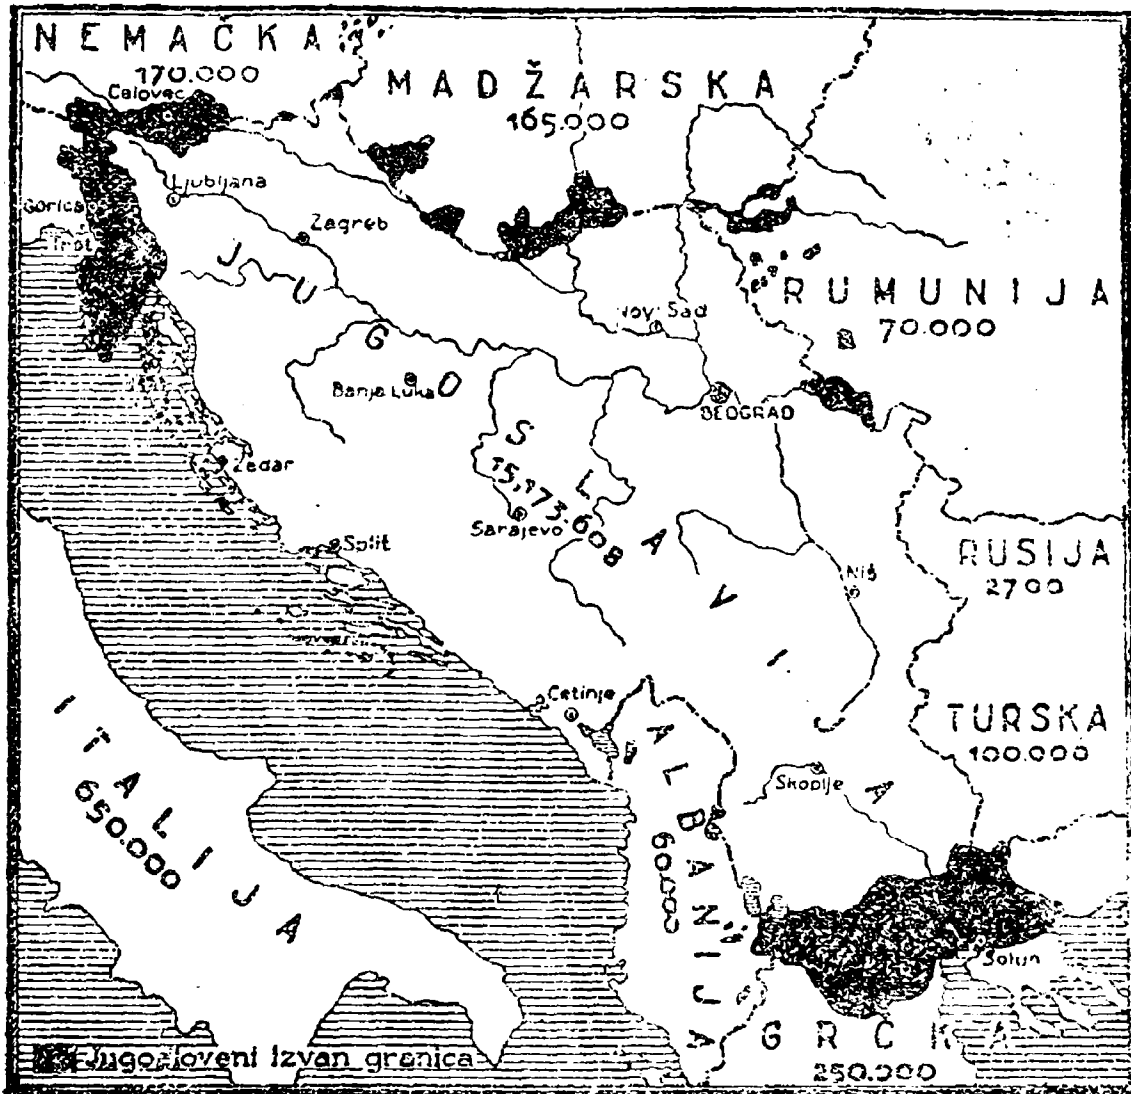 NEMAČKA
170.000
Celovec
MADŽARSKA
165.000
Ljubljana
Gorica
Trst
Zagreb
RUMUNIJA
70.000
Novi Sad
Banja Luka
BEOGRAD
JUGOSLAVIJA
15,173.608
Zadar
Sarajevo
Split
RUSIJA
2700
Niš
Cetinje
TURSKA
100.000
Skoplje
ITALIJA
650.000
ALBANIJA
60.000
Solun
GRČKA
250.000
Jugosloveni izvan granica